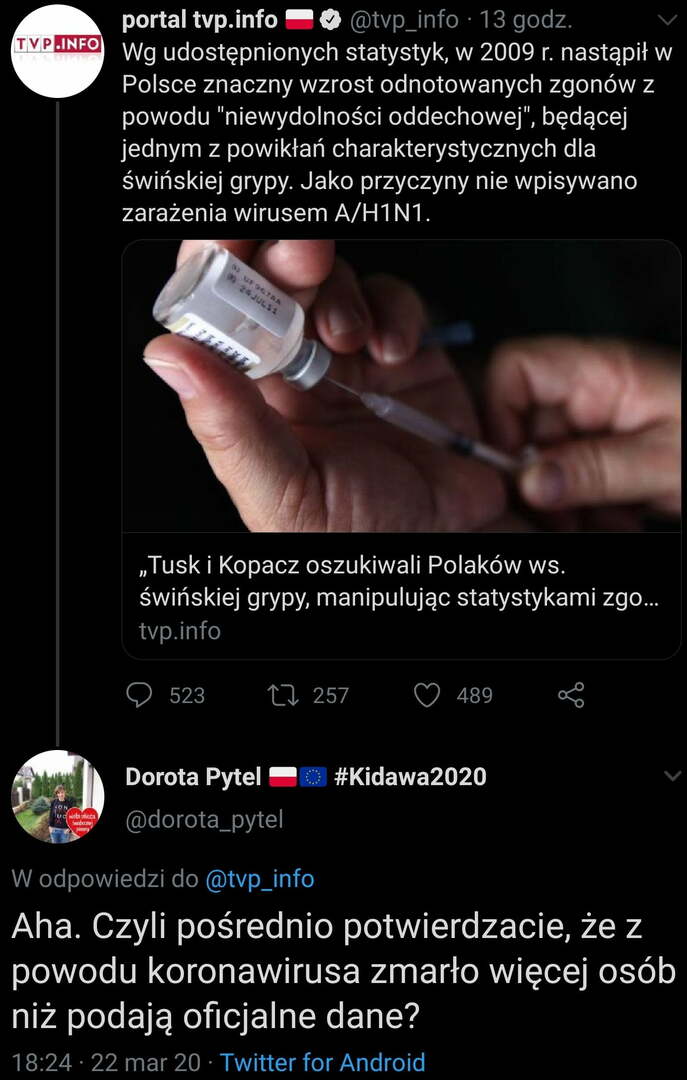 portal tvp.info @tvp_info · 13 godz.
TVP.INFO
Wg udostępnionych statystyk, w 2009 r. nastąpił w
Polsce znaczny wzrost odnotowanych zgonów z
powodu "niewydolności oddechowej", będącej
jednym z powikłań charakterystycznych dla
świńskiej grypy. Jako przyczyny nie wpisywano
zarażenia wirusem A/H1N1.
„Tusk i Kopacz oszukiwali Polaków ws.
świńskiej grypy, manipulując statystykami zgo...
tvp.info
523 257 489
Dorota Pytel #Kidawa2020
@dorota_pytel
W odpowiedzi do @tvp_info
Aha. Czyli pośrednio potwierdzacie, że z
powodu koronawirusa zmarło więcej osób
niż podają oficjalne dane?
18:24 · 22 mar 20 · Twitter for Android